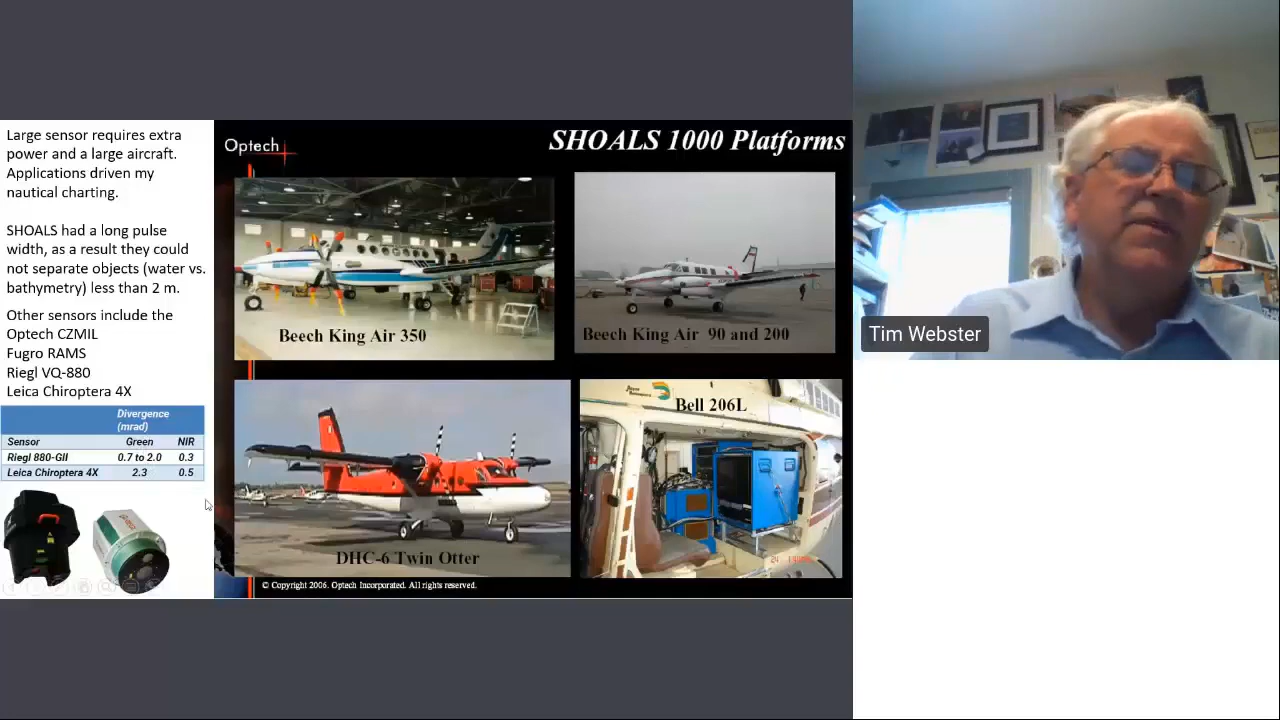 Large sensor requires extra
power and a large aircraft.
Applications driven my
nautical charting.
SHOALS had a long pulse
width, as a result they could
not separate objects (water vs.
bathymetry) less than 2 m.
Other sensors include the
Optech CZMIL
Fugro RAMS
Riegl VQ-880
Leica Chiroptera 4X
Divergence
(mrad)
Sensor Green NIR
Riegl 880-GII 0.7 to 2.0 0.3
Leica Chiroptera 4X 2.3 0.5
Optech
SHOALS 1000 Platforms
Beech King Air 350
Beech King Air 90 and 200
DHC-6 Twin Otter
Bell 206L
© Copyright 2006. Optech Incorporated. All rights reserved.
Tim Webster